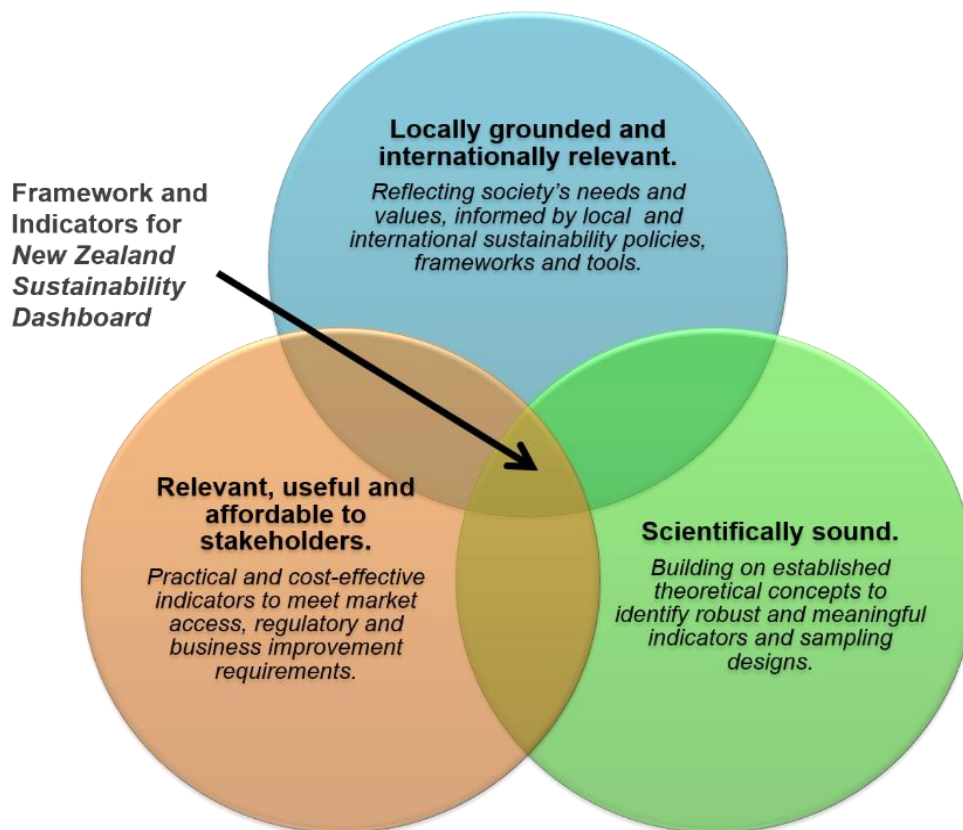 Locally grounded and
internationally relevant.
Reflecting society's needs and
values, informed by local and
international sustainability policies,
frameworks and tools.
Framework and
Indicators for
New Zealand
Sustainability
Dashboard
Relevant, useful and
affordable to
stakeholders.
Practical and cost-effective
indicators to meet market
access, regulatory and
business improvement
requirements.
Scientifically sound.
Building on established
theoretical concepts to
identify robust and meaningful
indicators and sampling
designs.